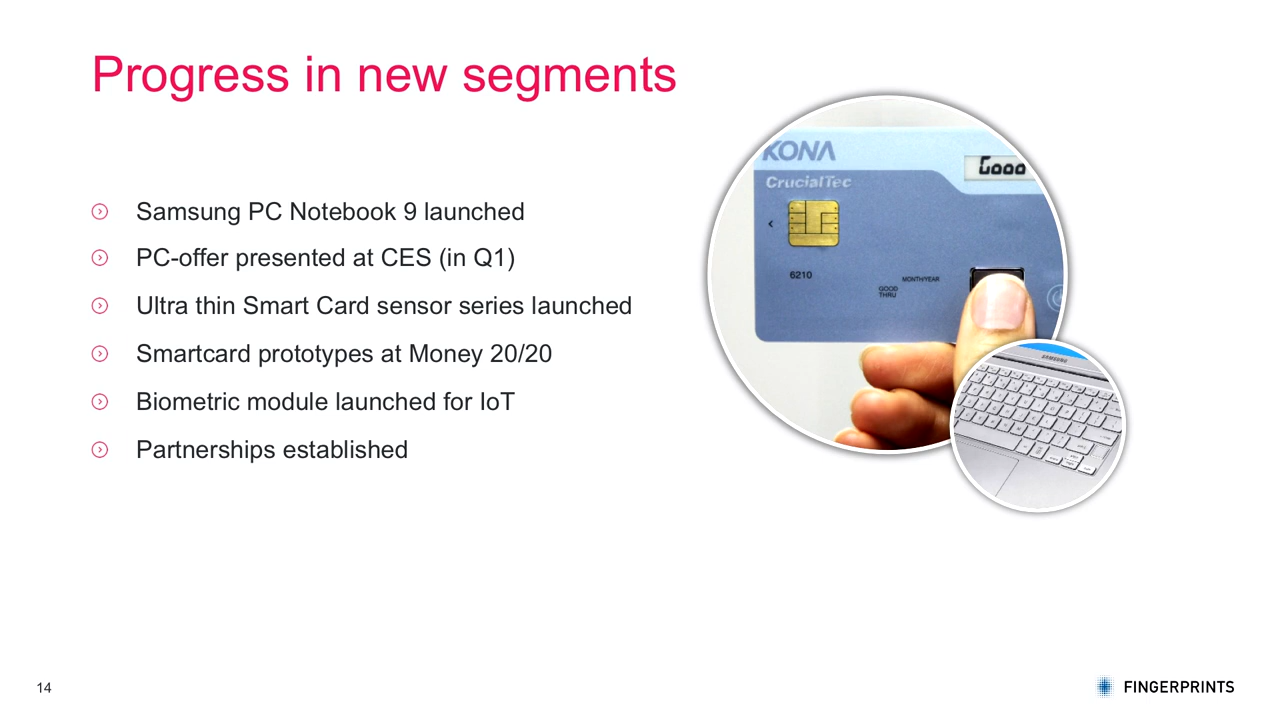 Progress in new segments
Samsung PC Notebook 9 launched
PC-offer presented at CES (in Q1)
Ultra thin Smart Card sensor series launched
Smartcard prototypes at Money 20/20
Biometric module launched for IoT
Partnerships established
KONA
CrucialTec
Gooo
6210
MONTH/YEAR
GOOD
THRU
SAMSUNG
14
FINGERPRINTS